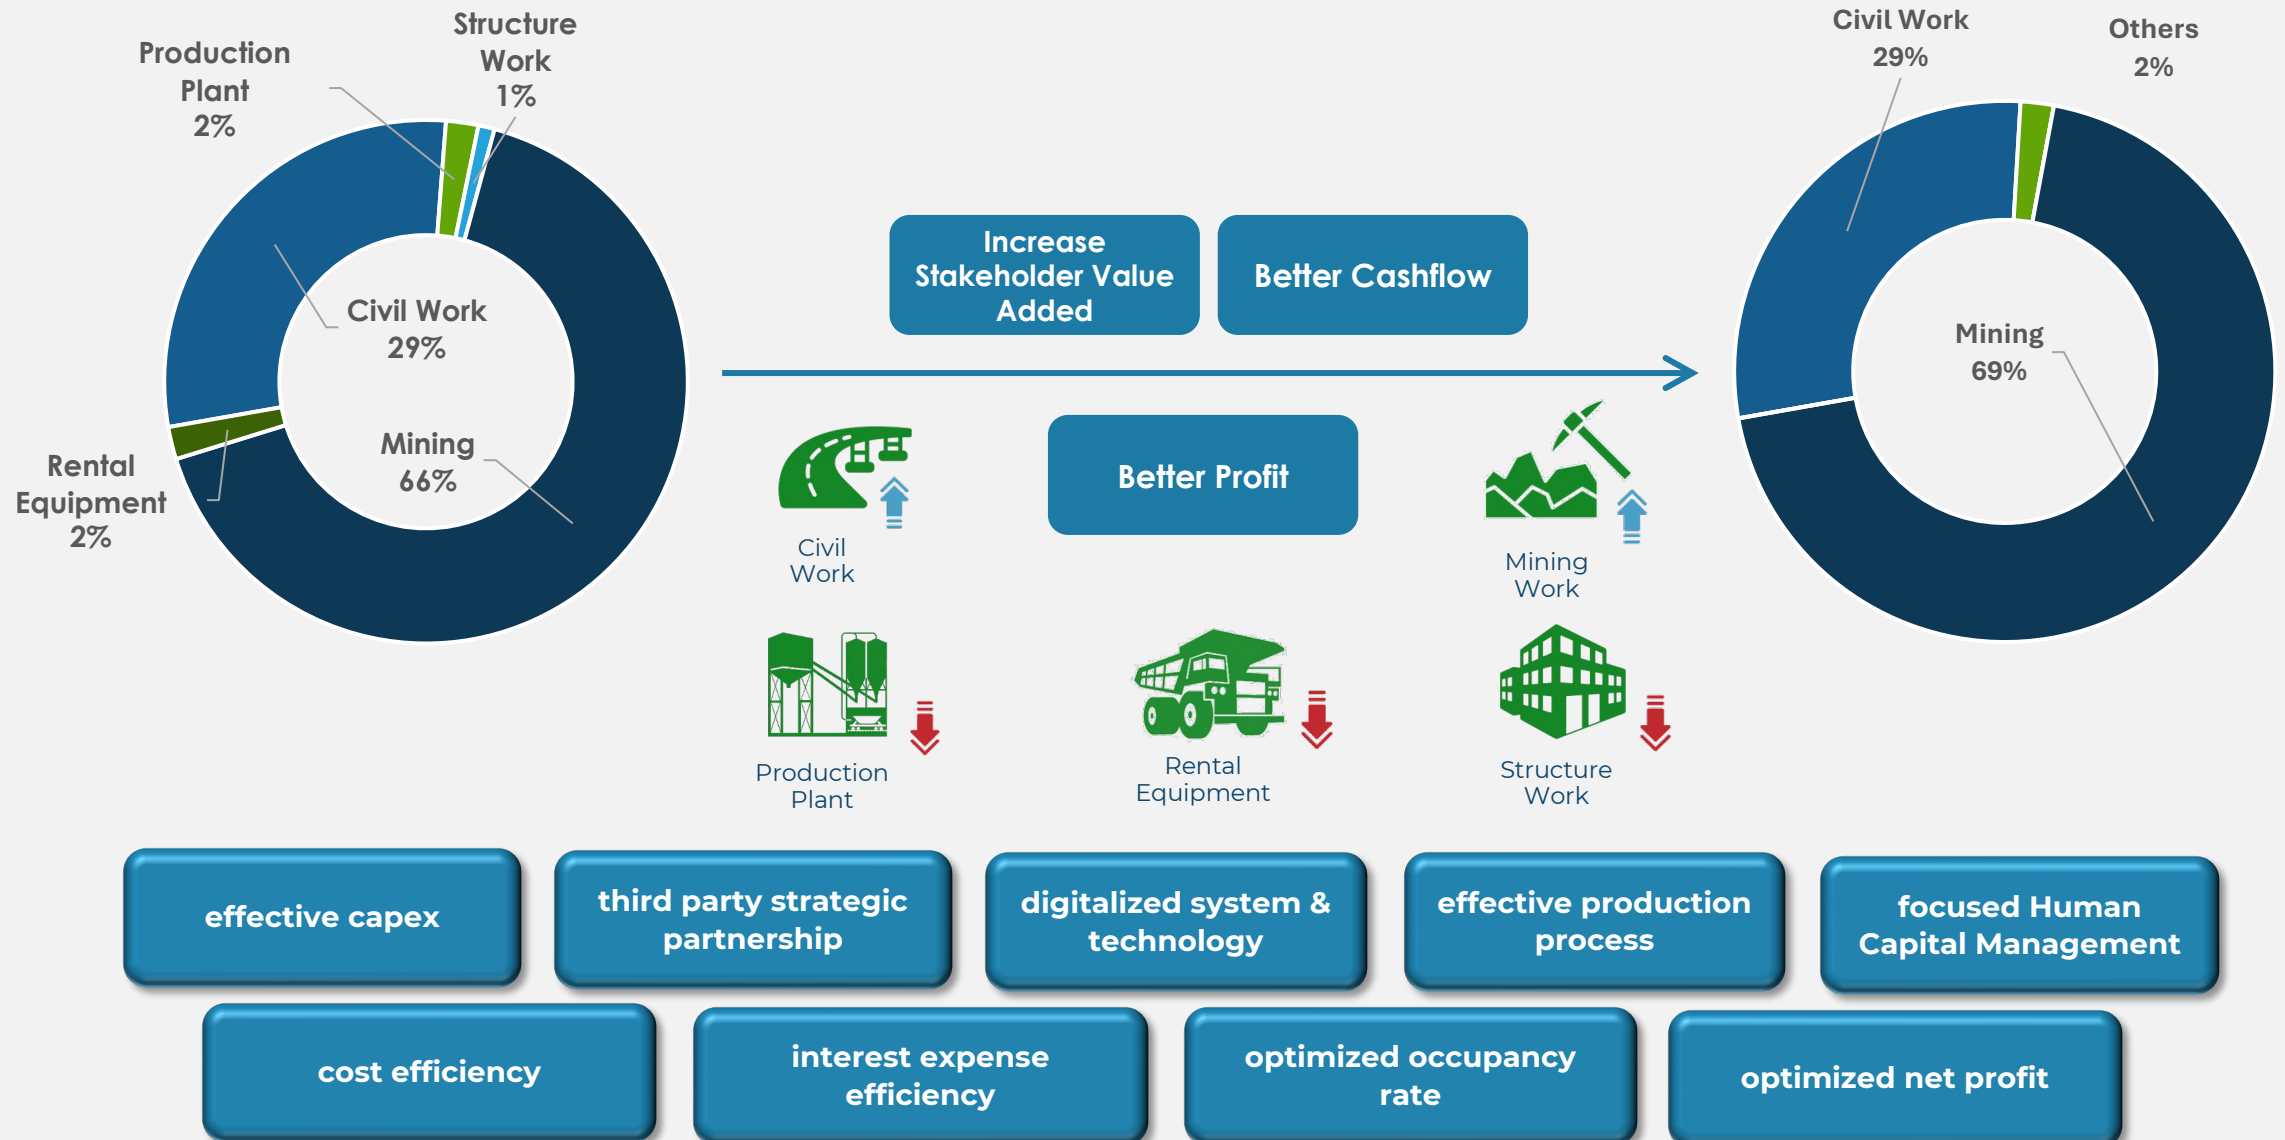 Structure
Work
1%
Production
Plant
2%
Civil Work
29%
Mining
66%
Rental
Equipment
2%
Increase
Stakeholder Value
Added
Better Cashflow
Better Profit
Civil
Work
Mining
Work
Production
Plant
Rental
Equipment
Structure
Work
Civil Work
29%
Others
2%
Mining
69%
effective capex
third party strategic
partnership
digitalized system &
technology
effective production
process
focused Human
Capital Management
cost efficiency
interest expense
efficiency
optimized occupancy
rate
optimized net profit